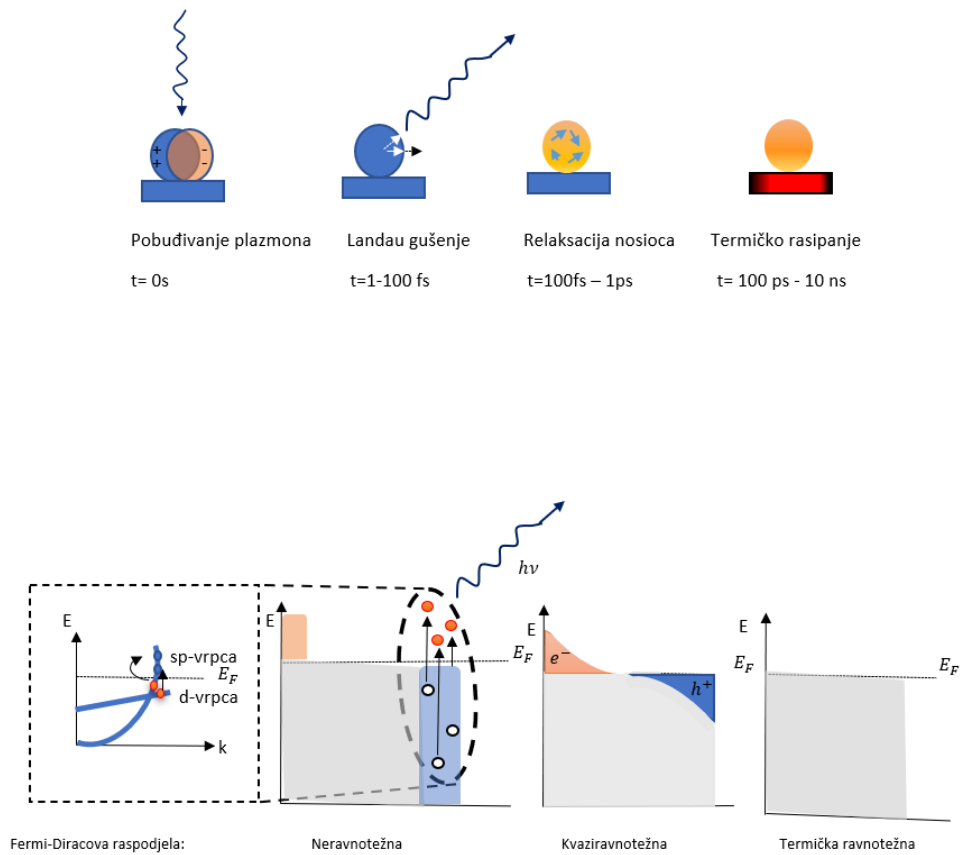 + +
- -
Pobuđivanje plazmona
Landau gušenje
Relaksacija nosioca
Termičko rasipanje
t= 0s
t=1-100 fs
t=100fs – 1ps
t= 100 ps - 10 ns
hν
E
sp-vrpca
E_F
d-vrpca
k
E
E_F
E
e⁻
h⁺
E
E_F
E_F
Fermi-Diracova raspodjela:
Neravnotežna
Kvaziravnotežna
Termička ravnotežna